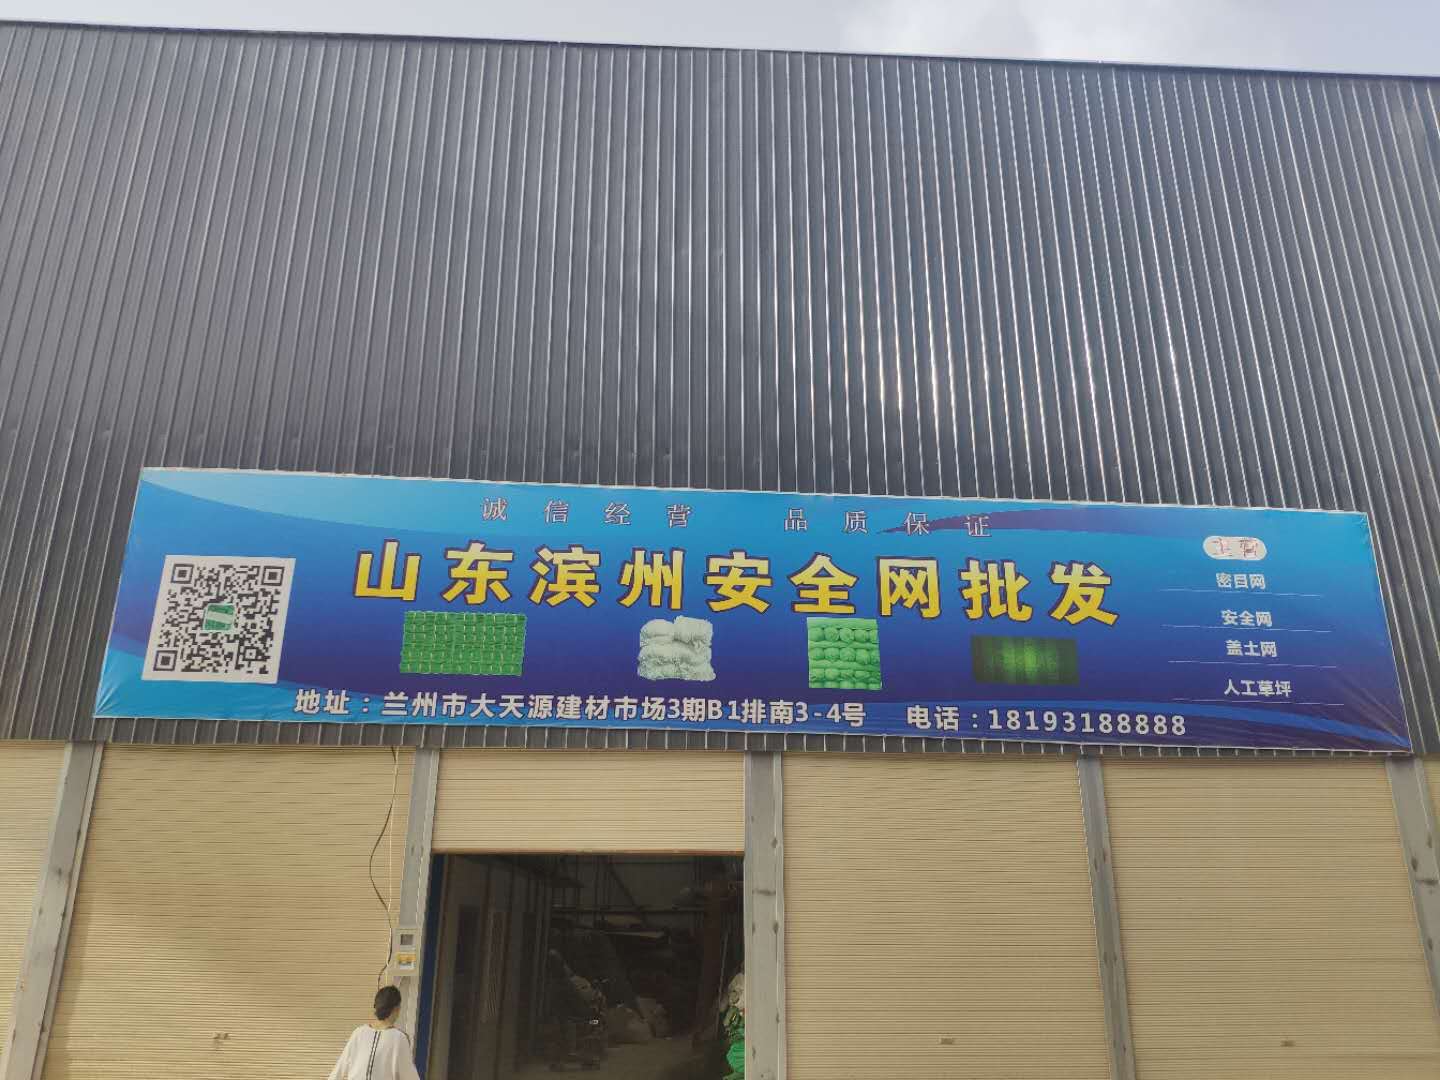 诚信经营 品质保证
山东滨州安全网批发
主营
密目网
安全网
盖土网
人工草坪
地址：兰州市大天源建材市场3期B1排南3-4号 电话：18193188888